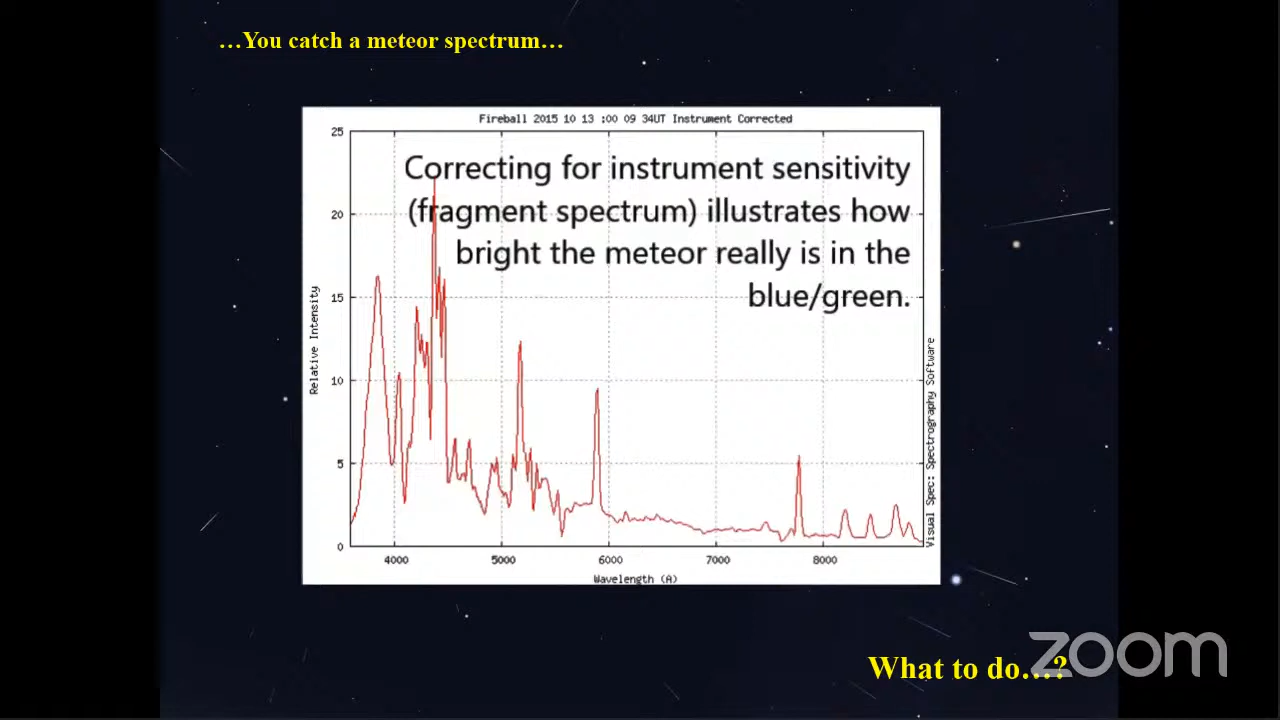 …You catch a meteor spectrum…
Fireball 2015 10 13 :00 09 34UT Instrument Corrected
Correcting for instrument sensitivity
(fragment spectrum) illustrates how
bright the meteor really is in the
blue/green.
25
20
15
10
5
0
Relative Intensity
4000 5000 6000 7000 8000
Wavelength (A)
Visual Spec: Spectrography Software
What to do…?
zoom